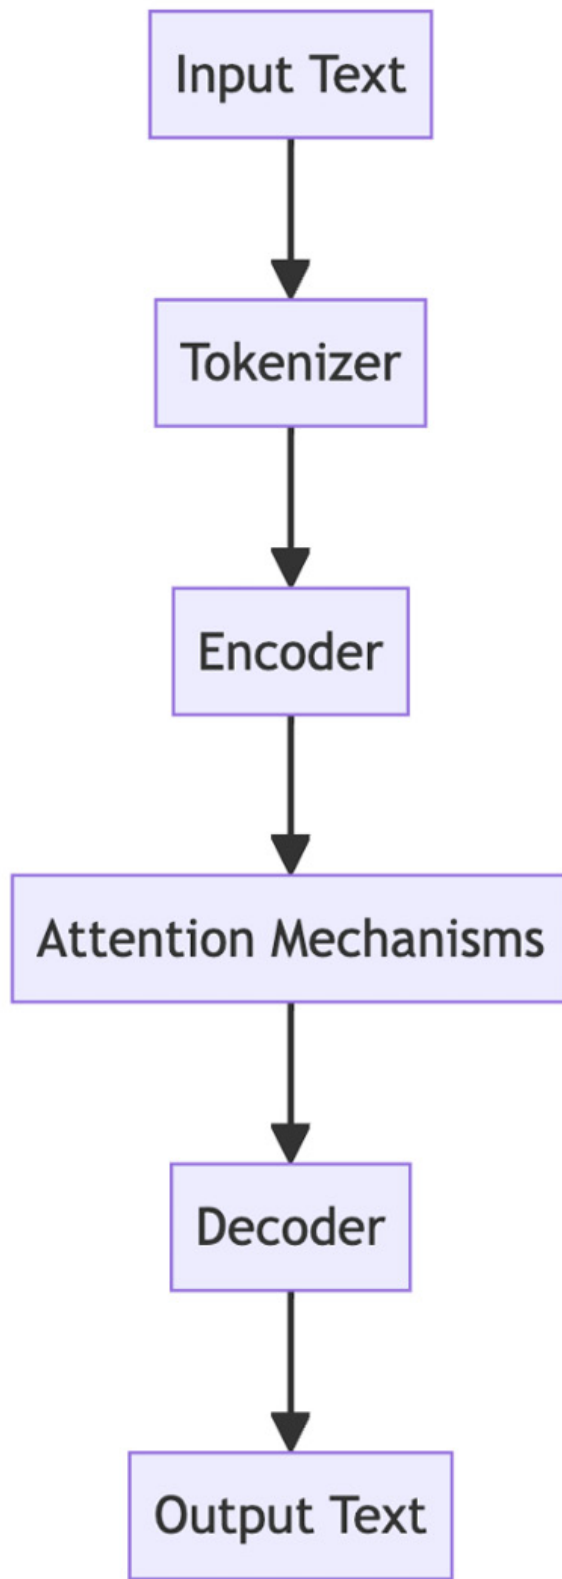 Input Text
Tokenizer
Encoder
Attention Mechanisms
Decoder
Output Text